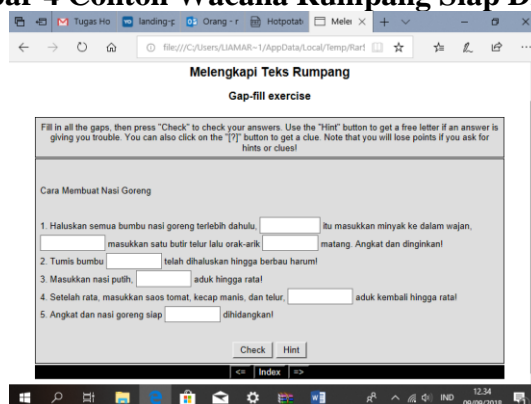 Tugas Ho
landing-p
Orang - r
Hotpotat
Mele
file:///C:/Users/LIAMAR~1/AppData/Local/Temp/Rar
Melengkapi Teks Rumpang
Gap-fill exercise
Fill in all the gaps, then press "Check" to check your answers. Use the "Hint" button to get a free letter if an answer is
giving you trouble. You can also click on the "[?]" button to get a clue. Note that you will lose points if you ask for
hints or clues!
Cara Membuat Nasi Goreng
1. Haluskan semua bumbu nasi goreng terlebih dahulu, itu masukkan minyak ke dalam wajan,
masukkan satu butir telur lalu orak-arik matang. Angkat dan dinginkan!
2. Tumis bumbu telah dihaluskan hingga berbau harum!
3. Masukkan nasi putih, aduk hingga rata!
4. Setelah rata, masukkan saos tomat, kecap manis, dan telur, aduk kembali hingga rata!
5. Angkat dan nasi goreng siap dihidangkan!
Check Hint
<= Index =>
IND
12.34
09/09/2018